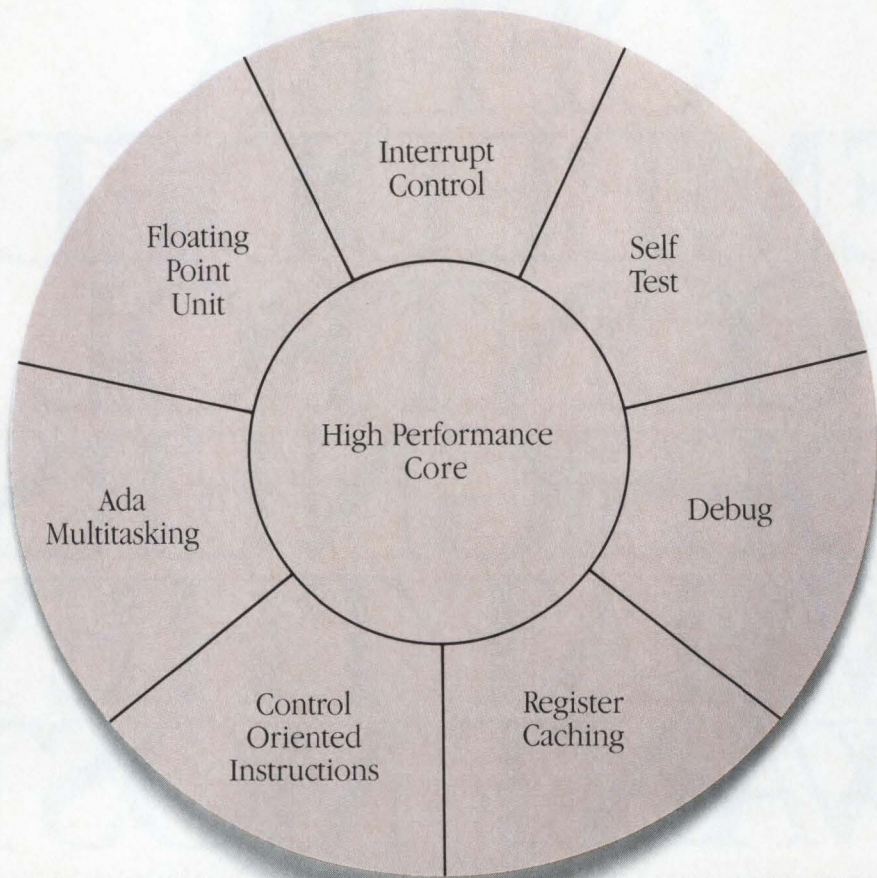 Interrupt
Control
Self
Test
Debug
Register
Caching
Control
Oriented
Instructions
Ada
Multitasking
Floating
Point
Unit
High Performance
Core